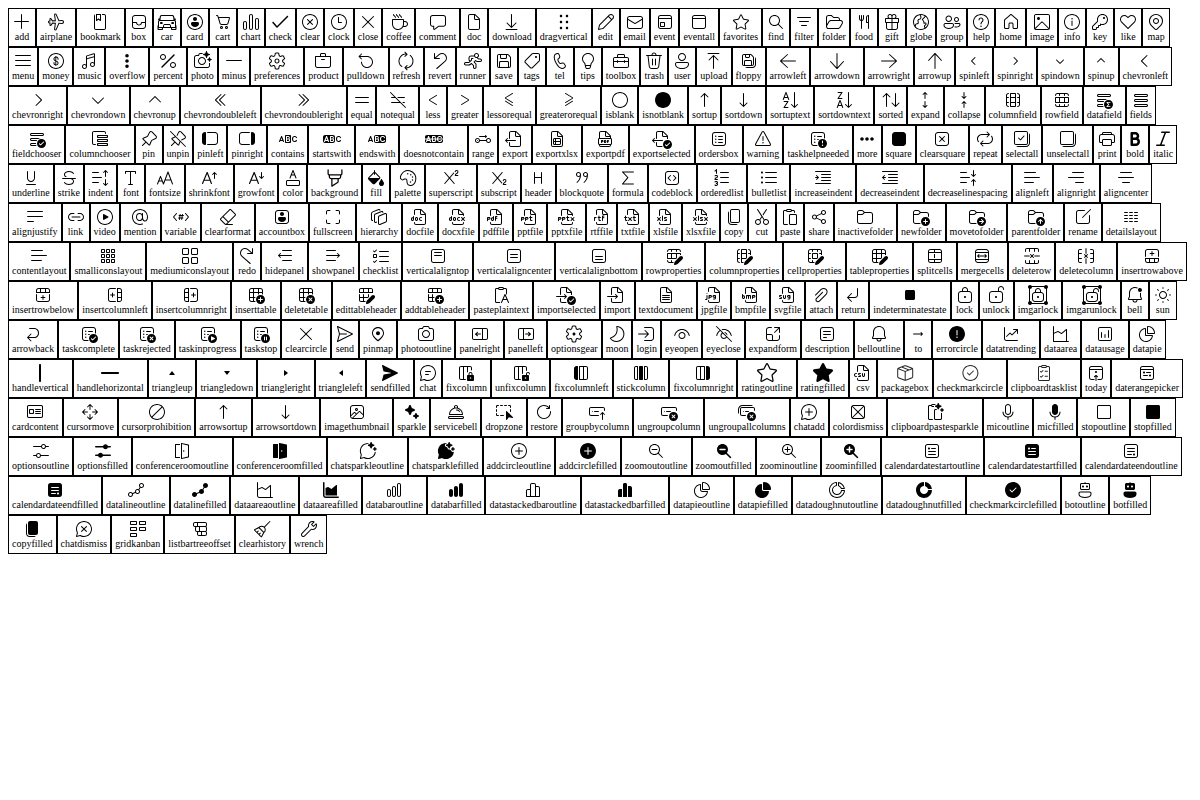 add airplane bookmark box car card cart chart check clear clock close coffee comment doc download dragvertical edit email event eventall favorites find filter folder food gift globe group help home image info key like map
menu money music overflow percent photo minus preferences product pulldown refresh revert runner save tags tel tips toolbox trash user upload floppy arrowleft arrowdown arrowright arrowup spinleft spinright spindown spinup chevronleft
chevronright chevrondown chevronup chevrondoubleleft chevrondoubleright equal notequal less greater lessorequal greaterorequal isblank isnotblank sortup sortdown sortuptext sortdowntext sorted expand collapse columnfield rowfield datafield fields
fieldchooser columnchooser pin unpin pinleft pinright contains startswith endswith doesnotcontain range export exportxlsx exportpdf exportselected ordersbox warning taskhelpneeded more square clearsquare repeat selectall unselectall print bold italic
underline strike indent font fontsize shrinkfont growfont color background fill palette superscript subscript header blockquote formula codeblock orderedlist bulletlist increaseindent decreaseindent decreaselinespacing alignleft alignright aligncenter
alignjustify link video mention variable clearformat accountbox fullscreen hierarchy docfile docxfile pdffile pptfile pptxfile rtffile txtfile xlsfile xlsxfile copy cut paste share inactivefolder newfolder movetofolder parentfolder rename detailslayout
contentlayout smalliconslayout mediumiconslayout redo hidepanel showpanel checklist verticalaligntop verticalaligncenter verticalalignbottom rowproperties columnproperties cellproperties tableproperties splitcells mergecells deleterow deletecolumn insertrowabove
insertrowbelow insertcolumnleft insertcolumnright inserttable deletetable edittableheader addtableheader pasteplaintext importselected import textdocument jpgfile bmpfile svgfile attach return indeterminatestate lock unlock imgarlock imgarunlock bell sun
arrowback taskcomplete taskrejected taskinprogress taskstop clearcircle send pinmap photooutline panelright panelleft optionsgear moon login eyeopen eyeclose expandform description belloutline to errorcircle datatrending dataarea datausage datapie
handlevertical handlehorizontal triangleup triangledown triangleright triangleleft sendfilled chat fixcolumn unfixcolumn fixcolumnleft stickcolumn fixcolumnright ratingoutline ratingfilled csv packagebox checkmarkcircle clipboardtasklist today daterangepicker
cardcontent cursormove cursorprohibition arrowsortup arrowsortdown imagethumbnail sparkle servicebell dropzone restore groupbycolumn ungroupcolumn ungroupallcolumns chatadd colordismiss clipboardpastesparkle micoutline micfilled stopoutline stopfilled
optionsoutline optionsfilled conferenceroomoutline conferenceroomfilled chatsparkleoutline chatsparklefilled addcircleoutline addcirclefilled zoomoutoutline zoomoutfilled zoominoutline zoominfilled calendardatestartoutline calendardatestartfilled calendardateendoutline
calendardateendfilled datalineoutline datalinefilled dataareaoutline dataareafilled databaroutline databarfilled datastackedbaroutline datastackedbarfilled datapieoutline datapiefilled datadoughnutoutline datadoughnutfilled checkmarkcirclefilled botoutline botfilled
copyfilled chatdismiss gridkanban listbartreeoffset clearhistory wrench